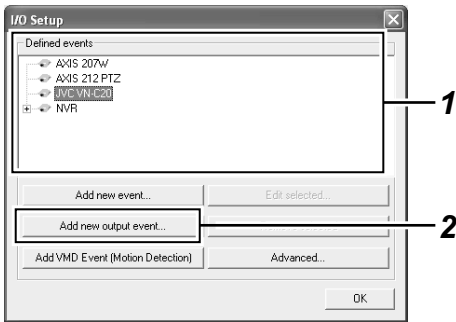 I/O Setup
Defined events
AXIS 207W
AXIS 212 PTZ
JVC VN-C20
NVR
1
Add new event...
Edit selected...
Add new output event...
2
Add VMD Event (Motion Detection)
Advanced...
OK